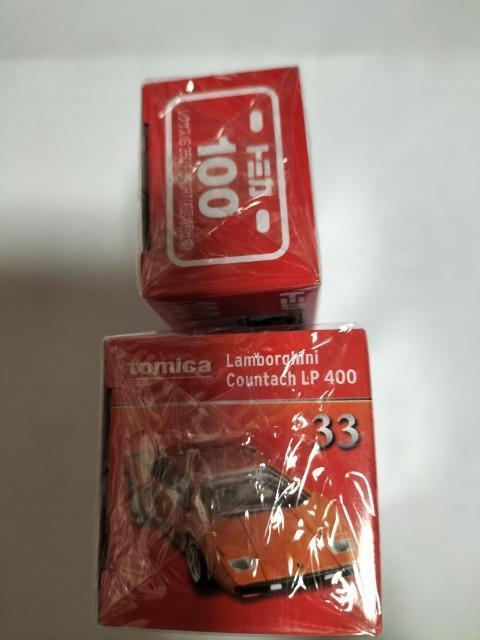 トミカ
100
tomica
Lamborghini
Countach LP 400
33